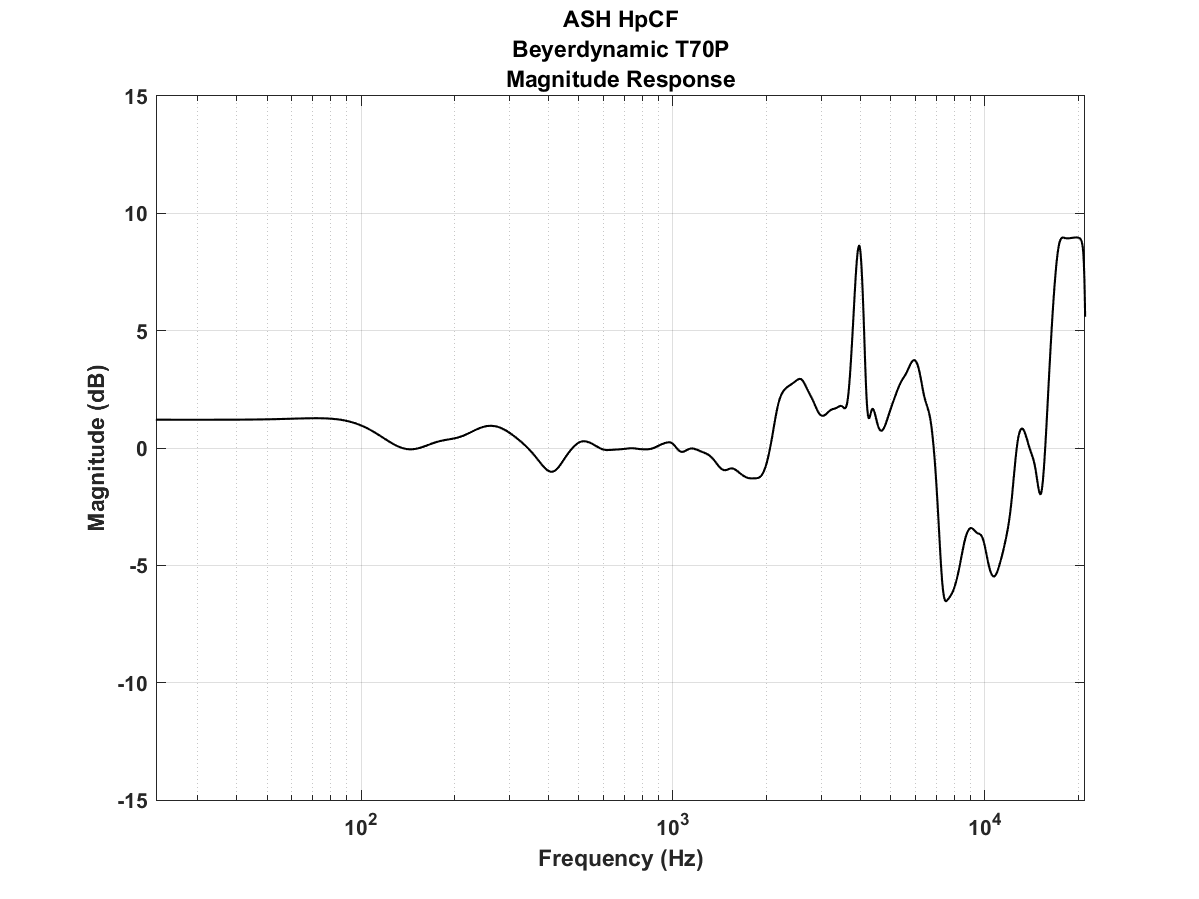 ASH HpCF
Beyerdynamic T70P
Magnitude Response
15
10
5
0
-5
-10
-15
Magnitude (dB)
10²
10³
10⁴
Frequency (Hz)